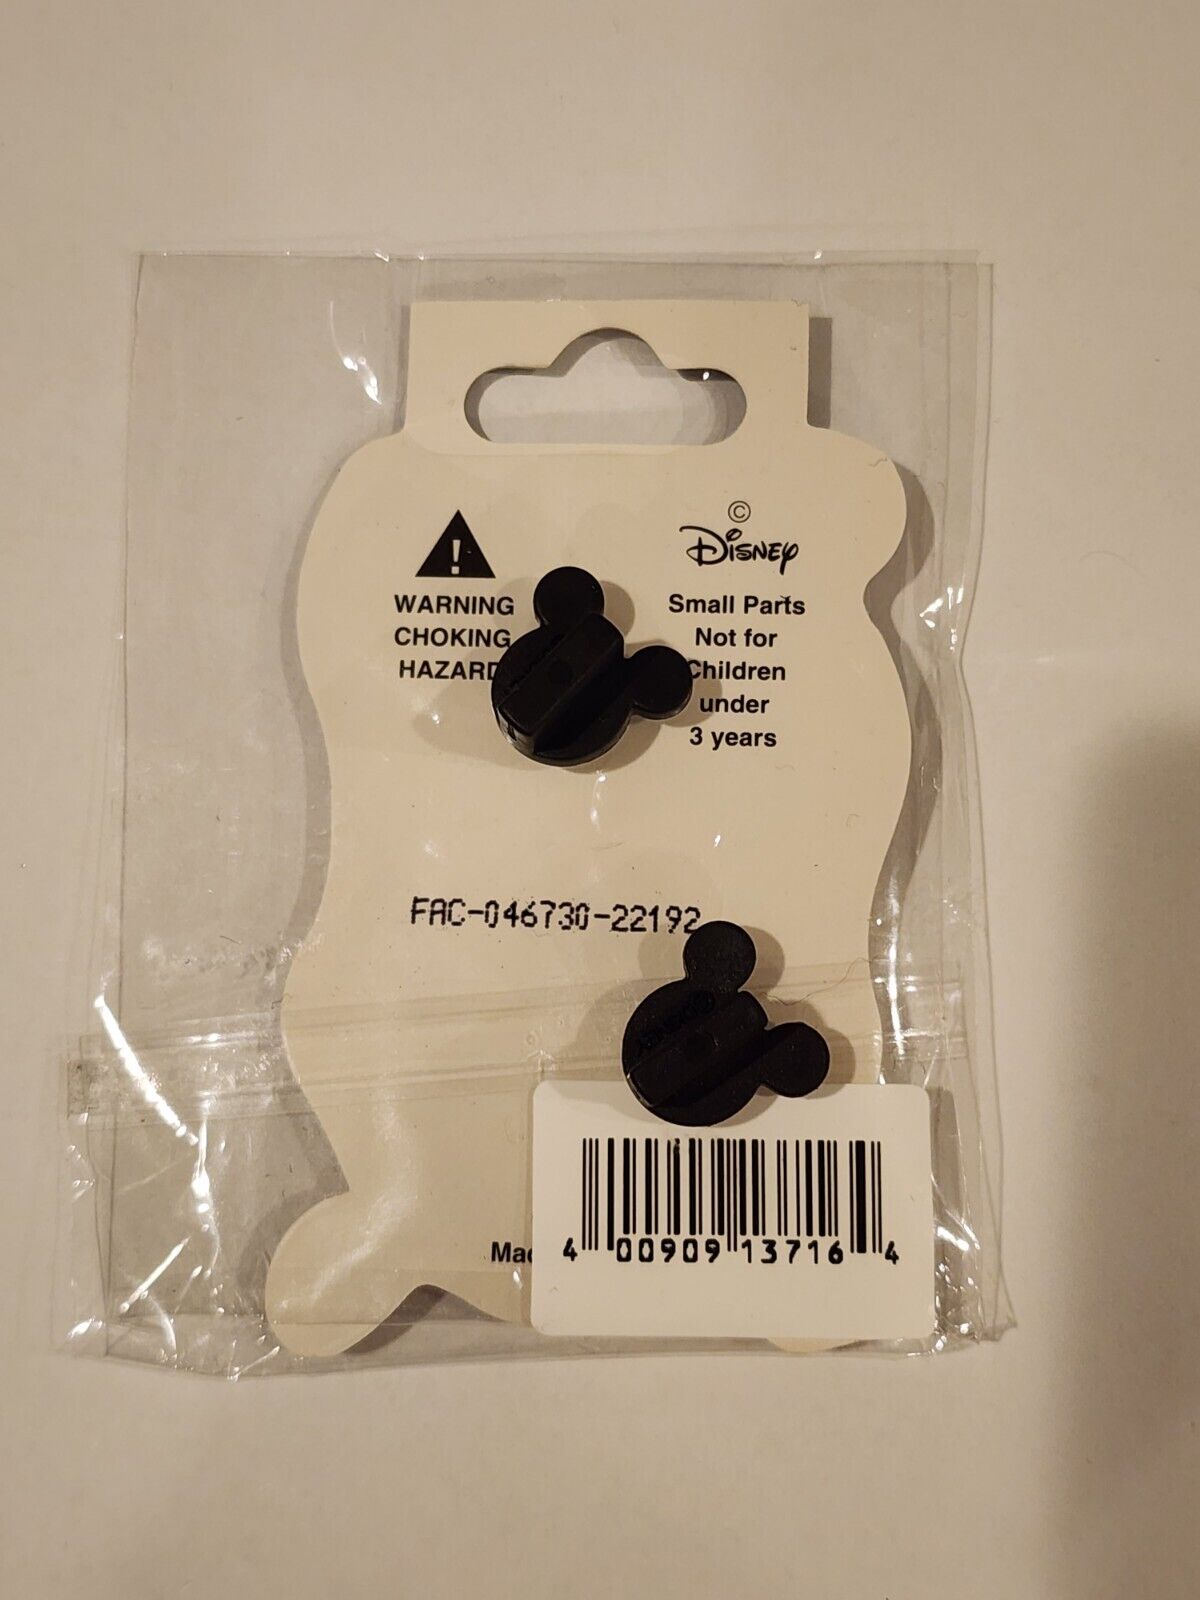 WARNING
CHOKING
HAZARD
©
Disney
Small Parts
Not for
Children
under
3 years
FAC-046730-22192
4 00909 13716 4